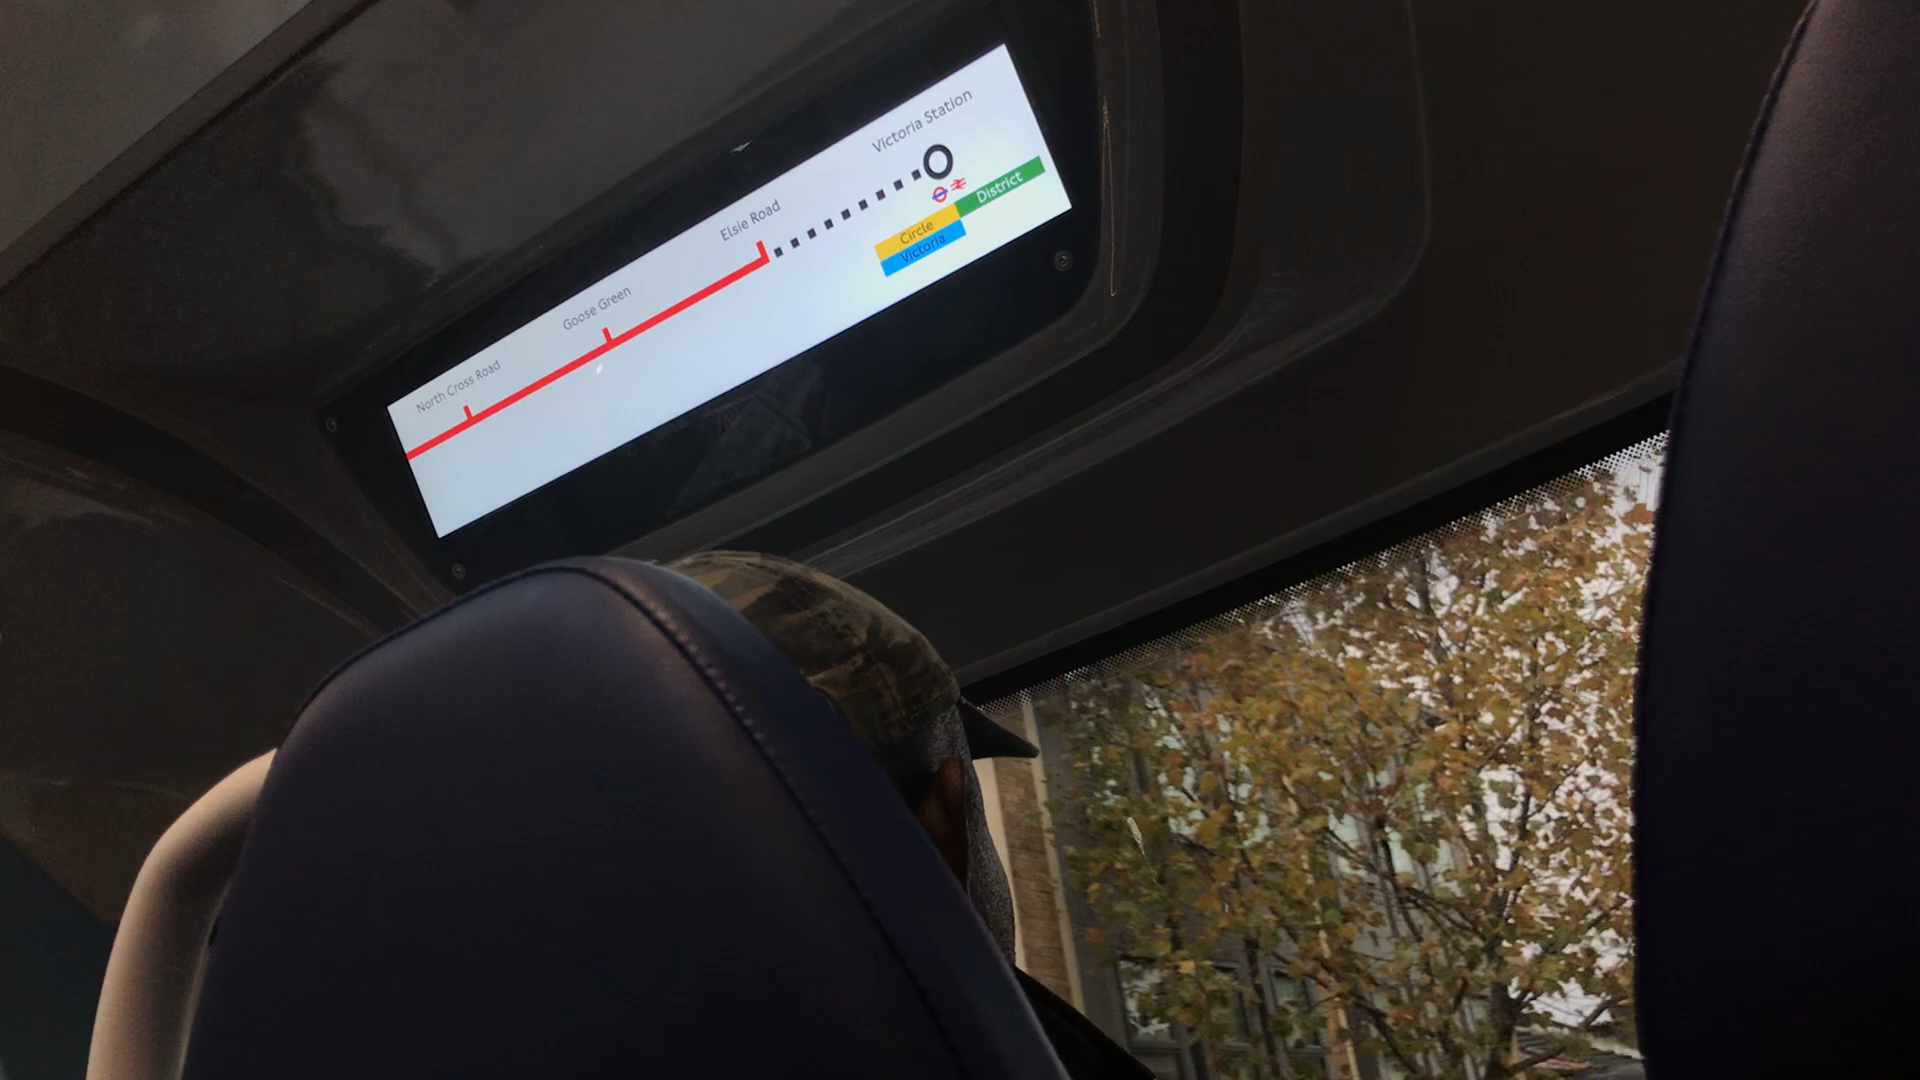 North Cross Road
Goose Green
Elsie Road
Victoria Station
Circle
District
Victoria